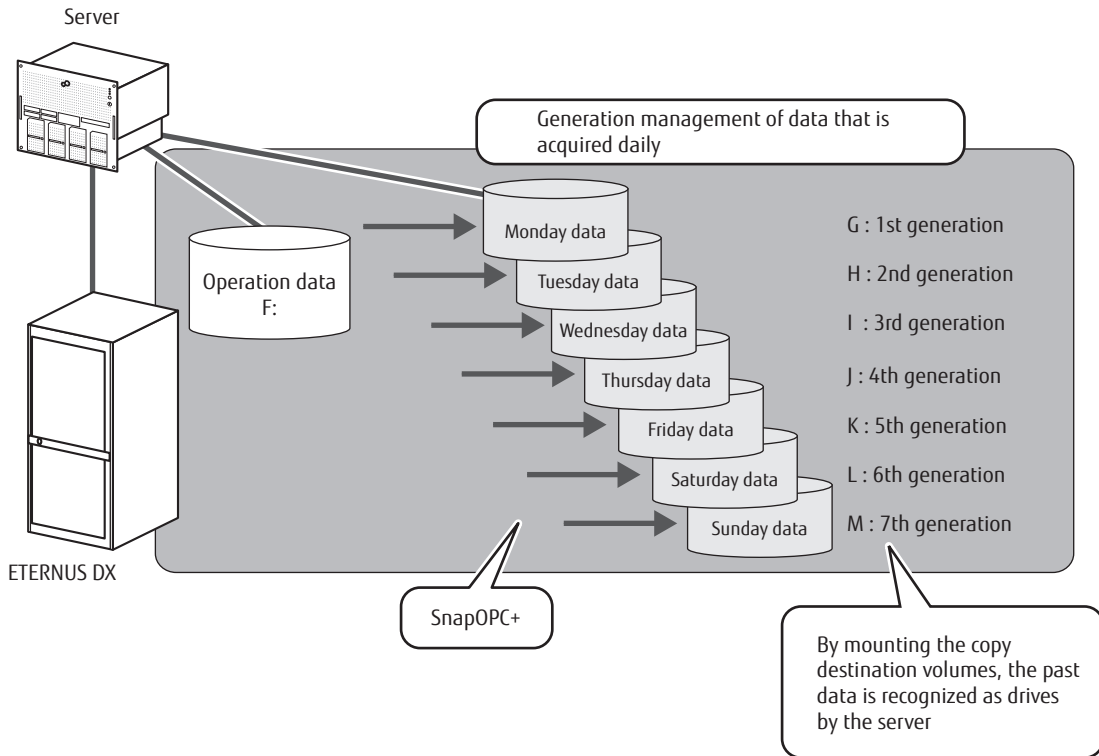 Server
Generation management of data that is
acquired daily
Monday data
G : 1st generation
Operation data
F:
Tuesday data
H : 2nd generation
Wednesday data
I : 3rd generation
Thursday data
J : 4th generation
Friday data
K : 5th generation
Saturday data
L : 6th generation
Sunday data
M : 7th generation
ETERNUS DX
SnapOPC+
By mounting the copy
destination volumes, the past
data is recognized as drives
by the server